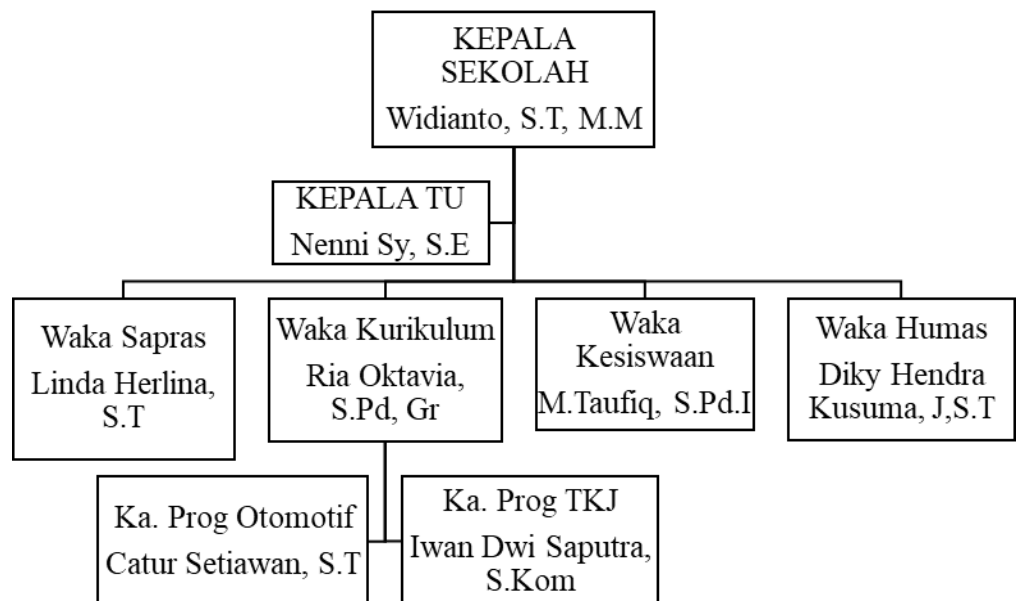 KEPALA
SEKOLAH
Widianto, S.T, M.M
KEPALA TU
Nenni Sy, S.E
Waka Sapras
Linda Herlina,
S.T
Waka Kurikulum
Ria Oktavia,
S.Pd, Gr
Waka
Kesiswaan
M.Taufiq, S.Pd.I
Waka Humas
Diky Hendra
Kusuma, J,S.T
Ka. Prog Otomotif
Catur Setiawan, S.T
Ka. Prog TKJ
Iwan Dwi Saputra,
S.Kom